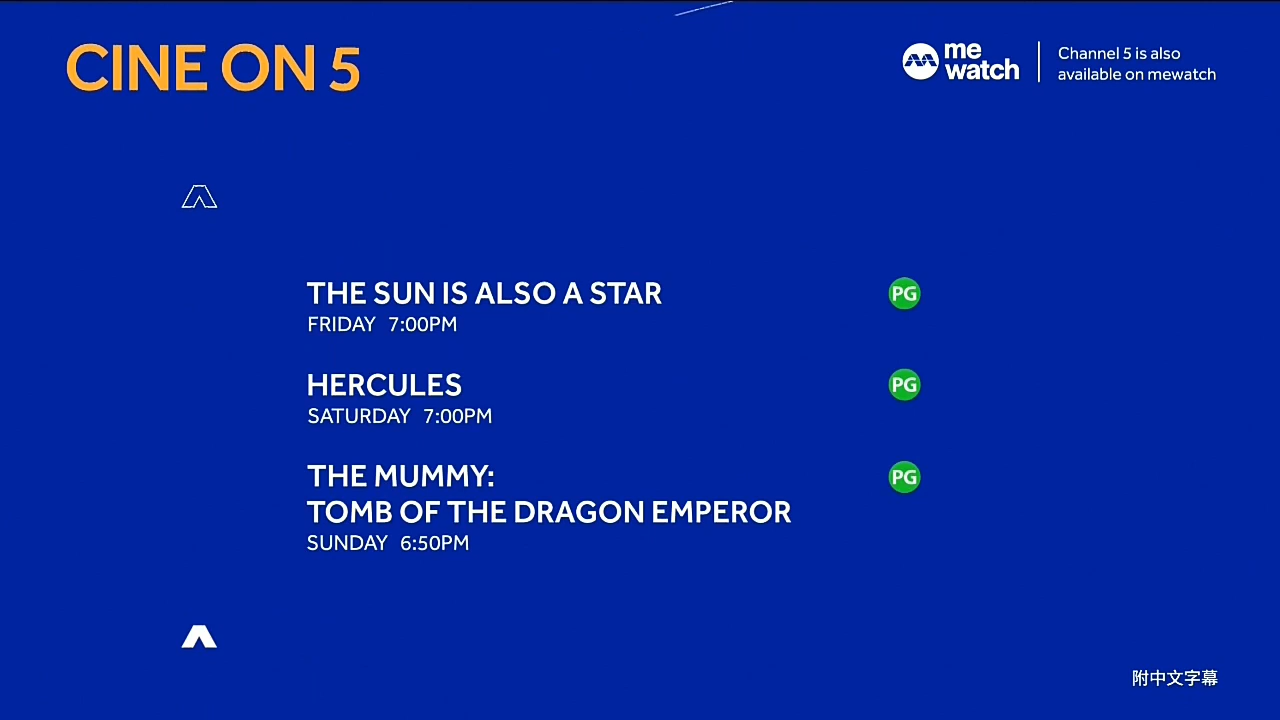 CINE ON 5
me
watch
Channel 5 is also
available on mewatch
THE SUN IS ALSO A STAR
PG
FRIDAY 7:00PM
HERCULES
PG
SATURDAY 7:00PM
THE MUMMY:
PG
TOMB OF THE DRAGON EMPEROR
SUNDAY 6:50PM
附中文字幕